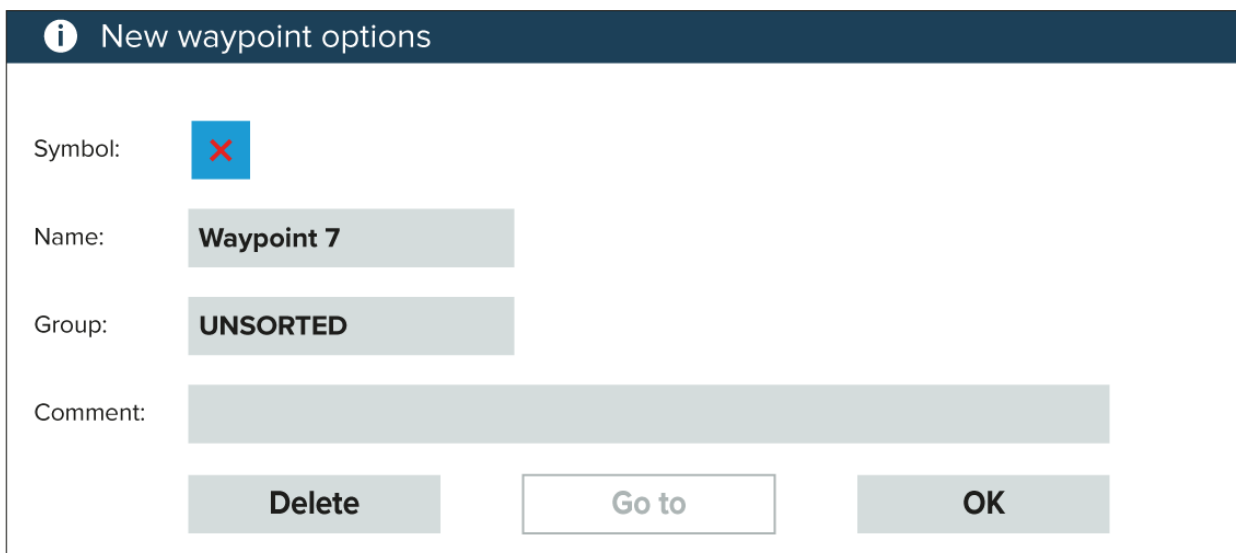 New waypoint options
Symbol:
Name: Waypoint 7
Group: UNSORTED
Comment:
Delete Go to OK